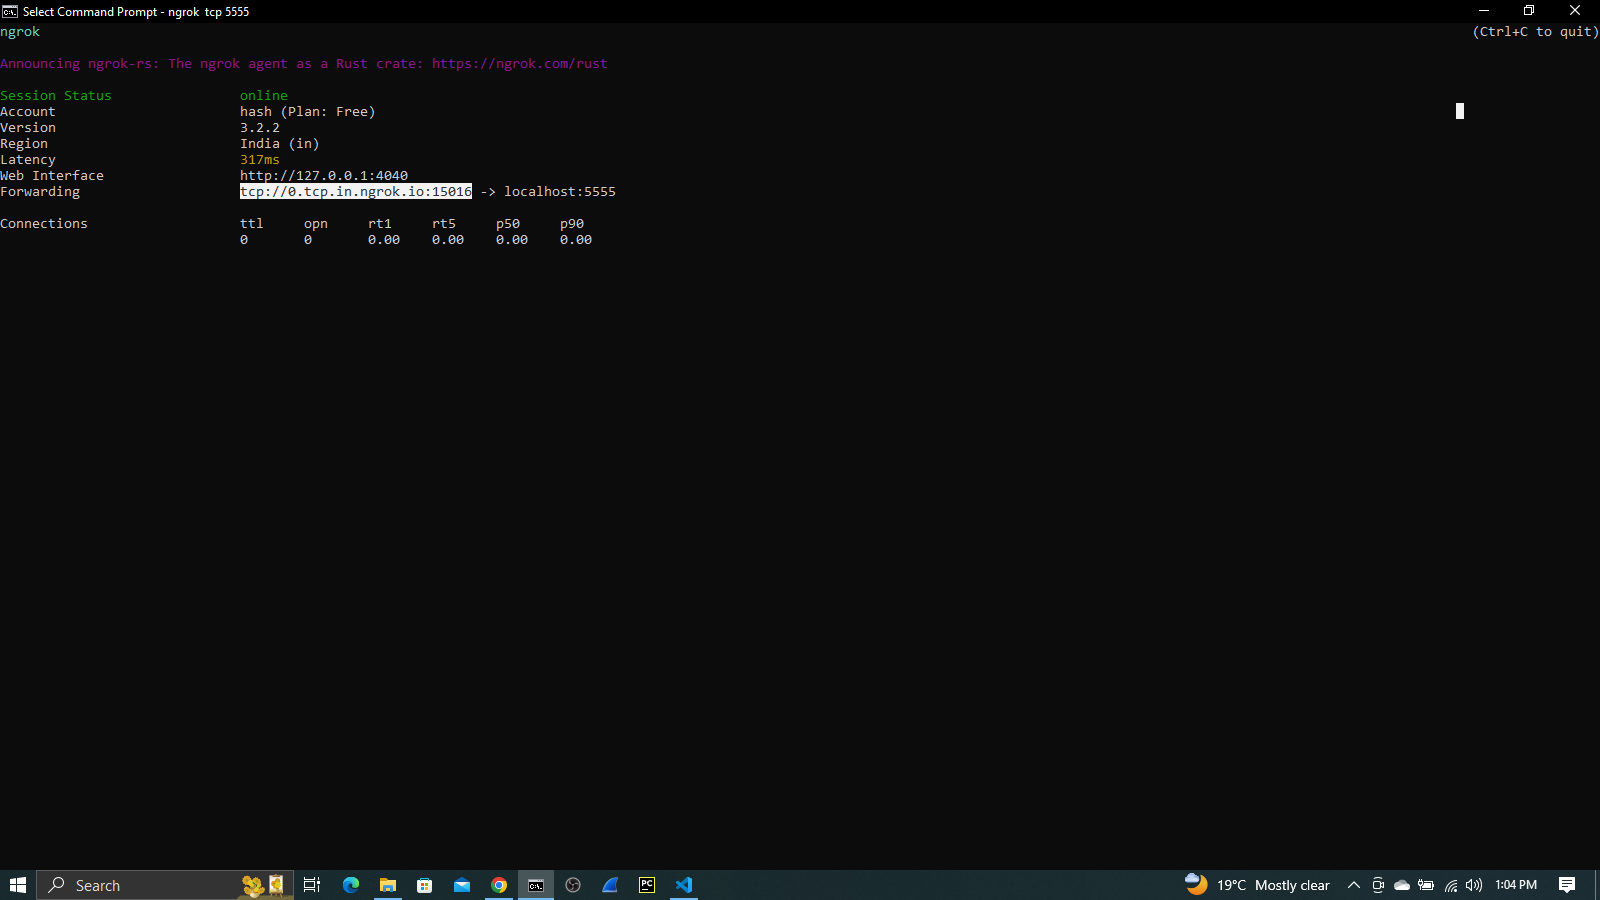 Select Command Prompt - ngrok tcp 5555
ngrok (Ctrl+C to quit)
Announcing ngrok-rs: The ngrok agent as a Rust crate: https://ngrok.com/rust
Session Status online
Account hash (Plan: Free)
Version 3.2.2
Region India (in)
Latency 317ms
Web Interface http://127.0.0.1:4040
Forwarding tcp://0.tcp.in.ngrok.io:15016 -> localhost:5555
Connections ttl opn rt1 rt5 p50 p90
0 0 0.00 0.00 0.00 0.00
Search PC 19°C Mostly clear 1:04 PM